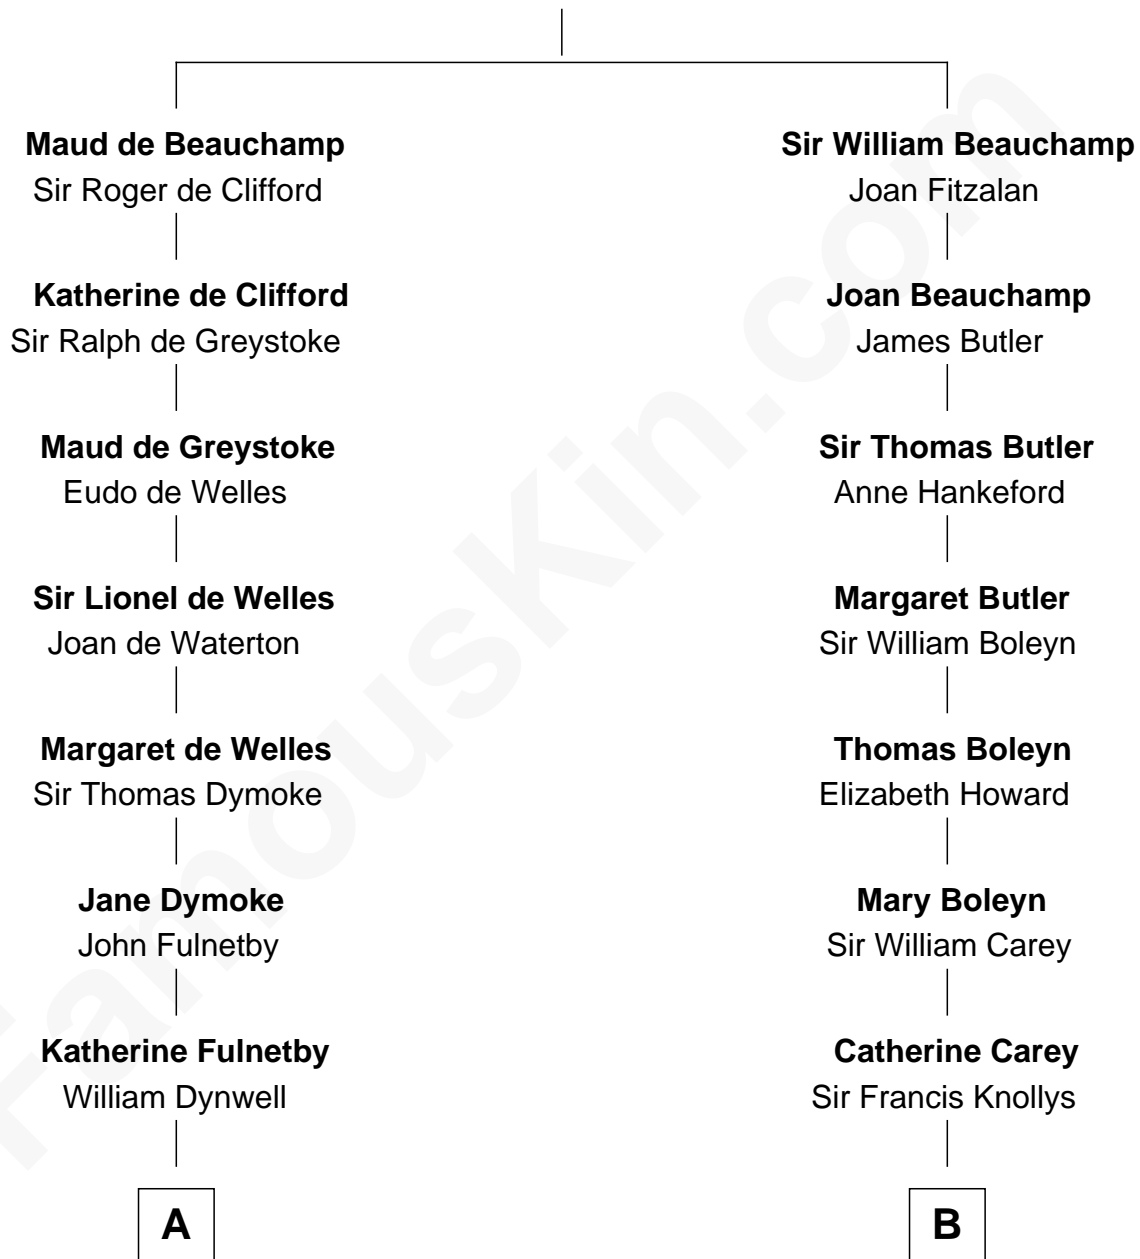 Maud de Beauchamp
Sir Roger de Clifford
Katherine de Clifford
Sir Ralph de Greystoke
Maud de Greystoke
Eudo de Welles
Sir Lionel de Welles
Joan de Waterton
Margaret de Welles
Sir Thomas Dymoke
Jane Dymoke
John Fulnetby
Katherine Fulnetby
William Dynwell
A
Sir William Beauchamp
Joan Fitzalan
Joan Beauchamp
James Butler
Sir Thomas Butler
Anne Hankeford
Margaret Butler
Sir William Boleyn
Thomas Boleyn
Elizabeth Howard
Mary Boleyn
Sir William Carey
Catherine Carey
Sir Francis Knollys
B
FamousKin.com